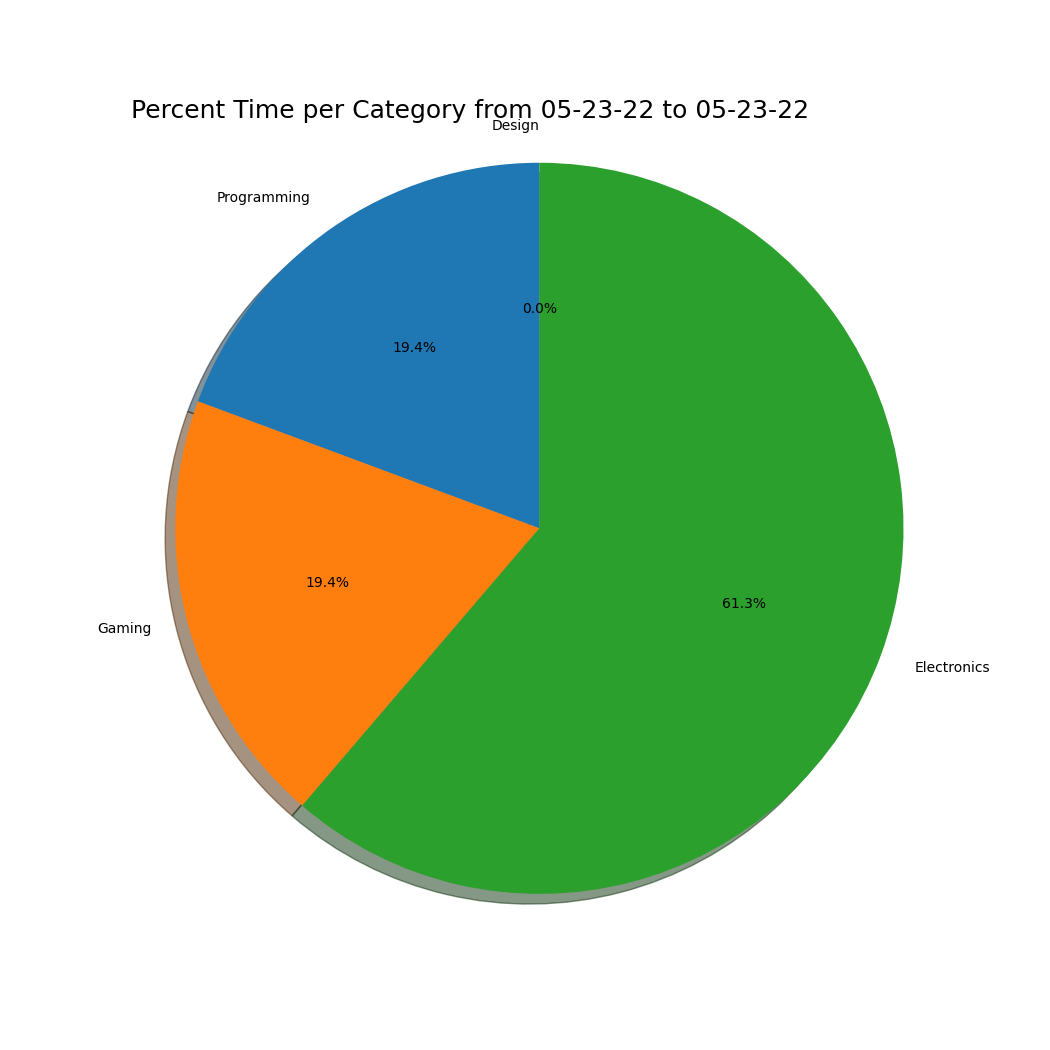 Percent Time per Category from 05-23-22 to 05-23-22
Design
Programming
0.0%
19.4%
19.4%
61.3%
Gaming
Electronics